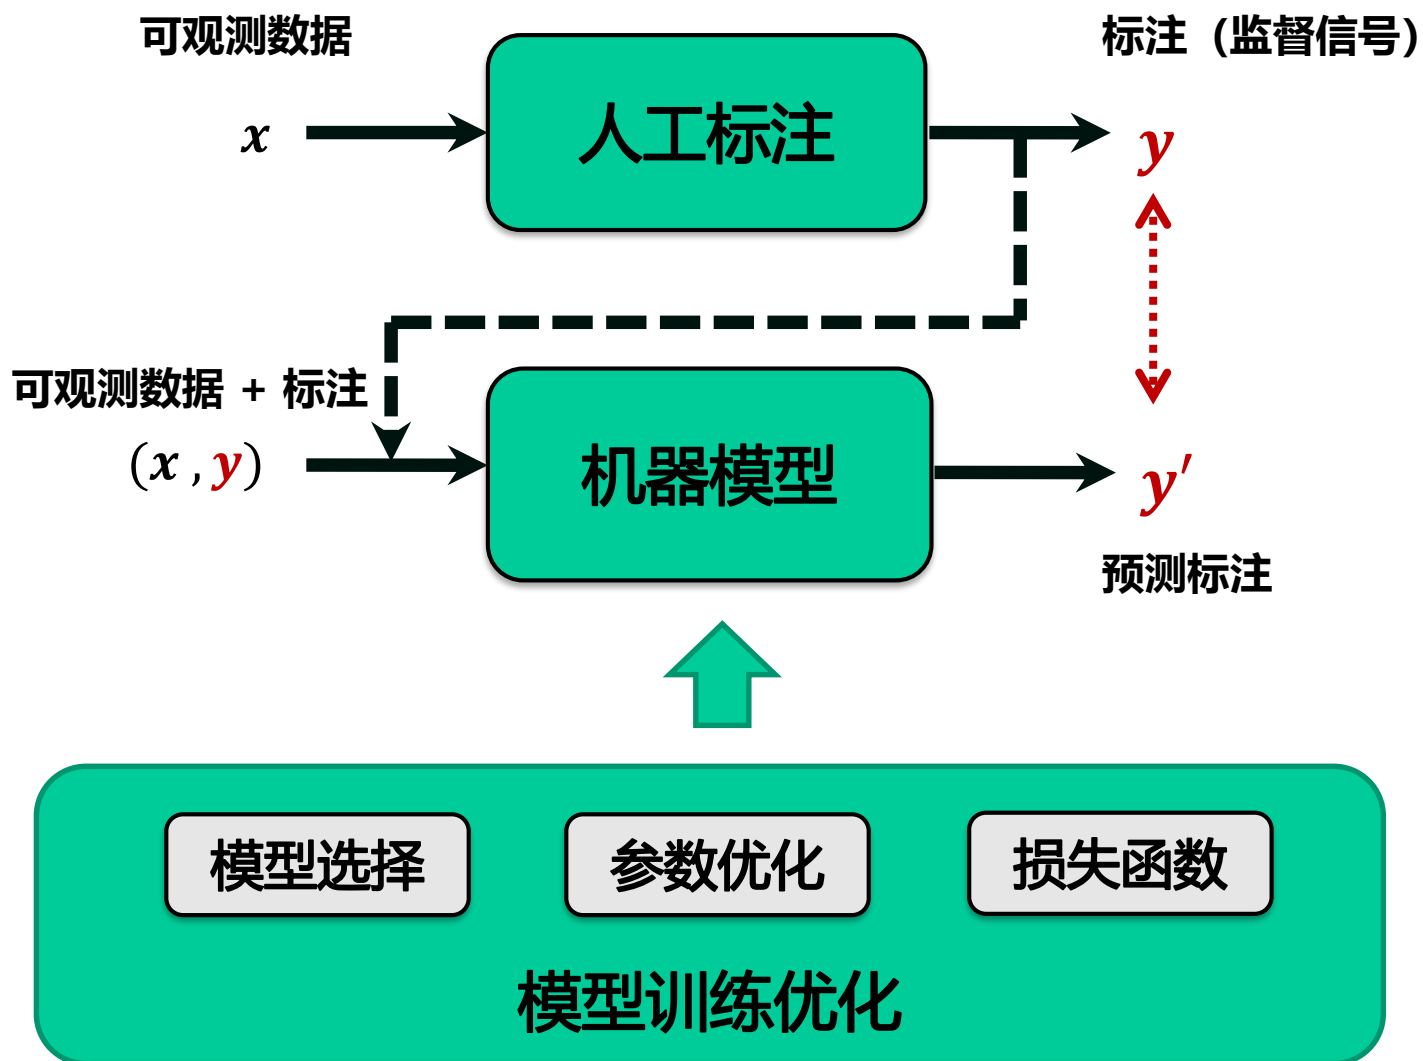 可观测数据
标注（监督信号）
x
人工标注
y
可观测数据 + 标注
(x , y)
机器模型
y′
预测标注
模型选择
参数优化
损失函数
模型训练优化